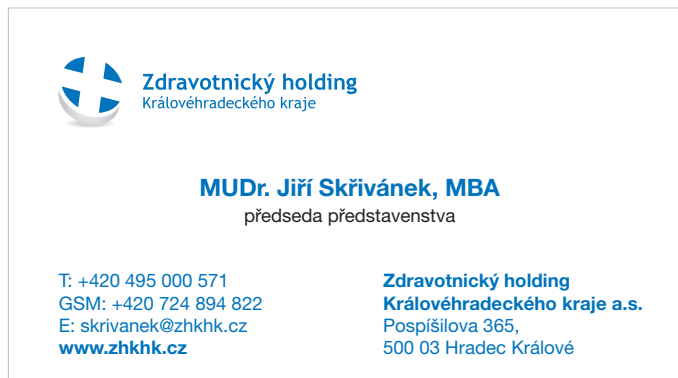 Zdravotnický holding
Královéhradeckého kraje
MUDr. Jiří Skřivánek, MBA
předseda představenstva
T: +420 495 000 571
GSM: +420 724 894 822
E: skrivanek@zhkhk.cz
www.zhkhk.cz
Zdravotnický holding
Královéhradeckého kraje a.s.
Pospíšilova 365,
500 03 Hradec Králové